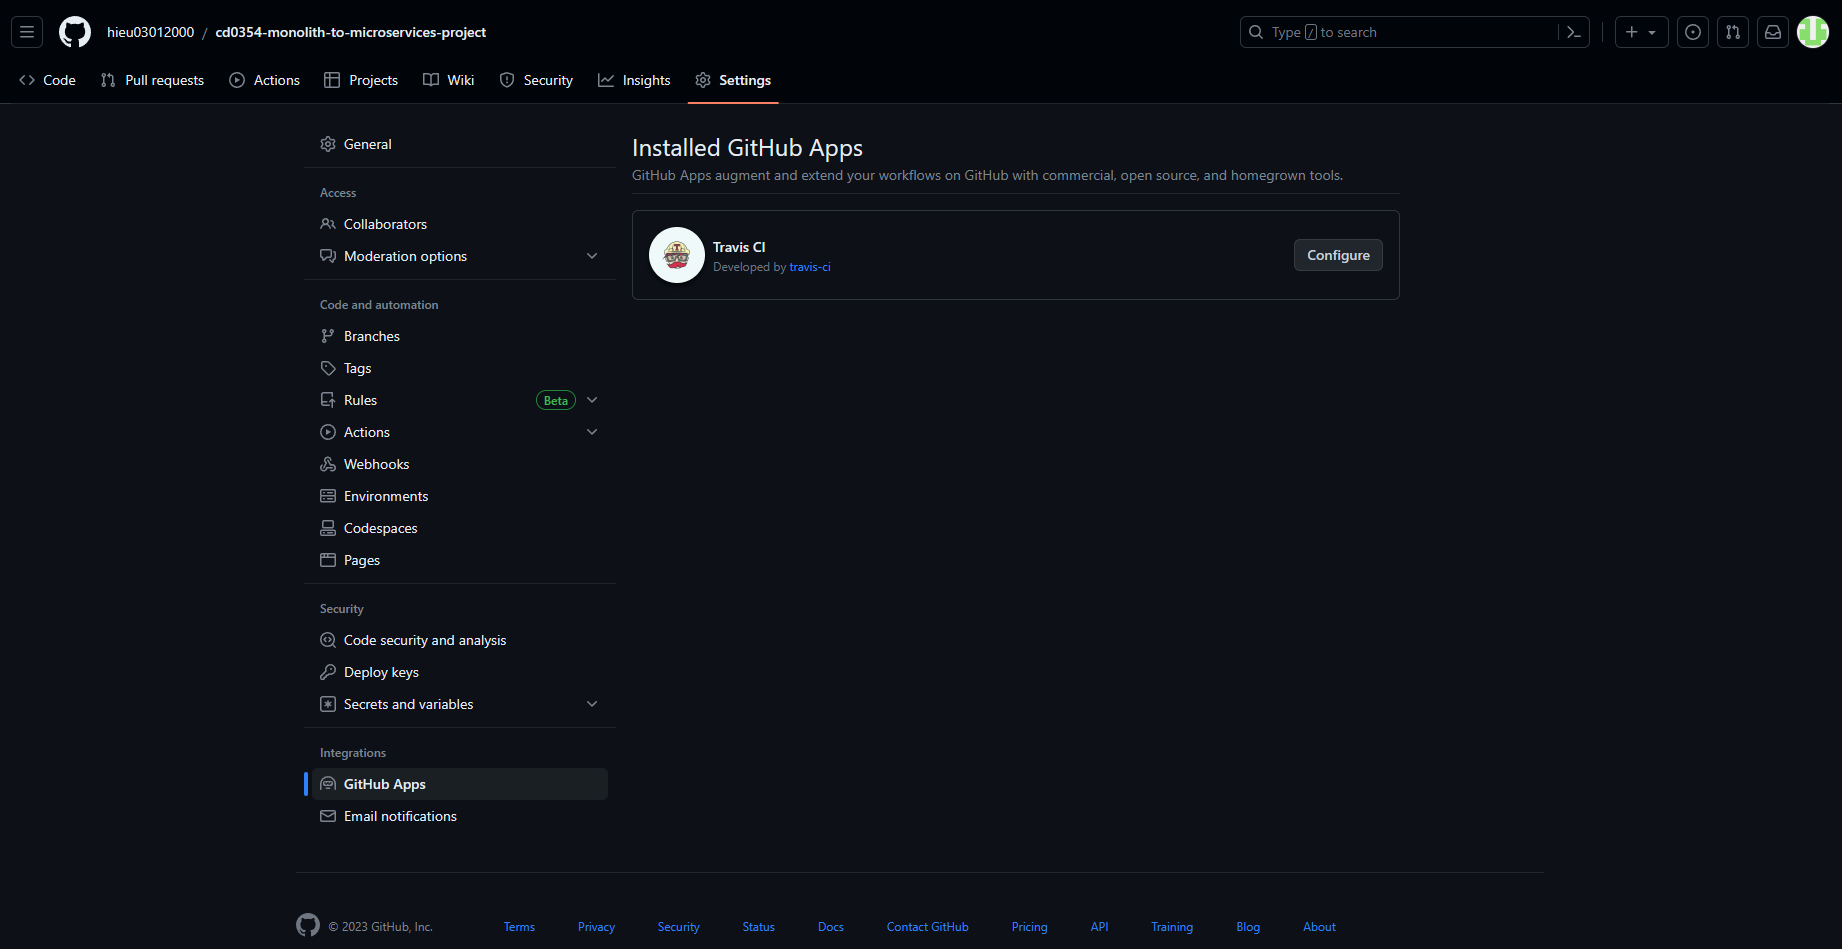 hieu03012000 / cd0354-monolith-to-microservices-project
Type / to search
Code Pull requests Actions Projects Wiki Security Insights Settings
General
Access
Collaborators
Moderation options
Code and automation
Branches
Tags
Rules Beta
Actions
Webhooks
Environments
Codespaces
Pages
Security
Code security and analysis
Deploy keys
Secrets and variables
Integrations
GitHub Apps
Email notifications
Installed GitHub Apps
GitHub Apps augment and extend your workflows on GitHub with commercial, open source, and homegrown tools.
Travis CI
Developed by travis-ci
Configure
© 2023 GitHub, Inc. Terms Privacy Security Status Docs Contact GitHub Pricing API Training Blog About